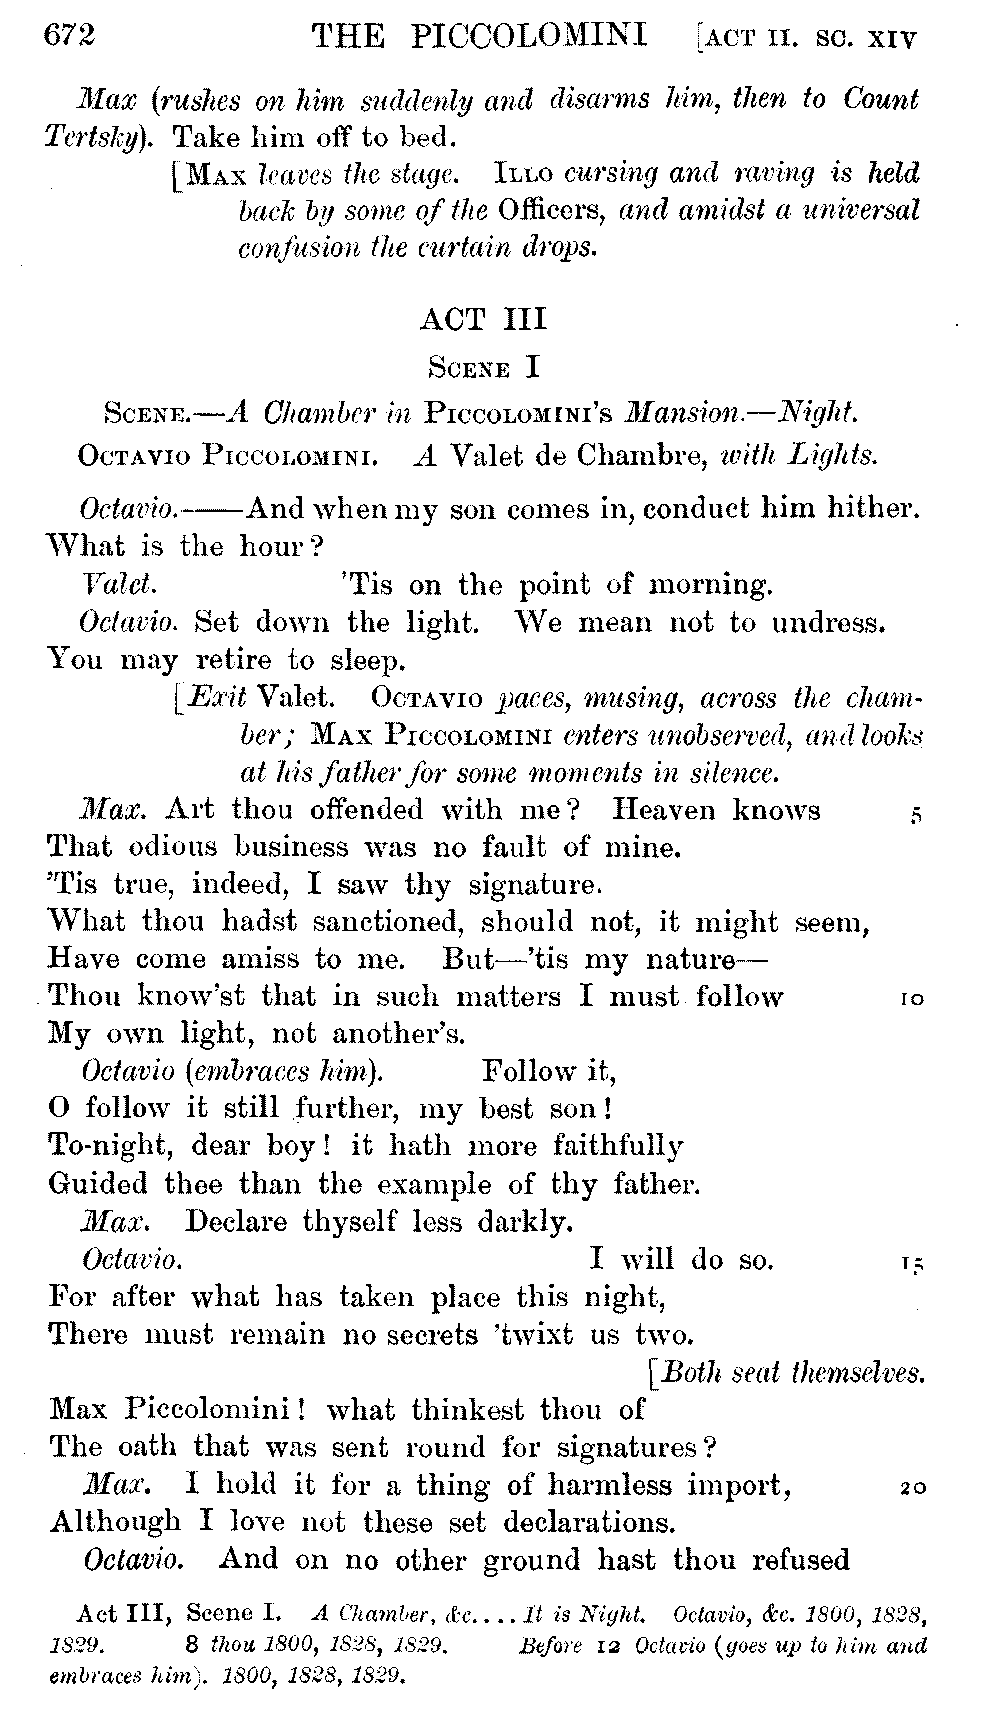 672 THE PICCOLOMINI [ACT II. SC. XIV
Max (rushes on him suddenly and disarms him, then to Count
Tertsky). Take him off to bed.
[MAX leaves the stage. ILLO cursing and raving is held
back by some of the Officers, and amidst a universal
confusion the curtain drops.
ACT III
SCENE I
SCENE.—A Chamber in PICCOLOMINI'S Mansion.—Night.
OCTAVIO PICCOLOMINI. A Valet de Chambre, with Lights.
Octavio.——And when my son comes in, conduct him hither.
What is the hour?
Valet. 'Tis on the point of morning.
Octavio. Set down the light. We mean not to undress.
You may retire to sleep.
[Exit Valet. OCTAVIO paces, musing, across the cham-
ber; MAX PICCOLOMINI enters unobserved, and looks
at his father for some moments in silence.
Max. Art thou offended with me? Heaven knows 5
That odious business was no fault of mine.
'Tis true, indeed, I saw thy signature.
What thou hadst sanctioned, should not, it might seem,
Have come amiss to me. But—'tis my nature—
Thou know'st that in such matters I must follow 10
My own light, not another's.
Octavio (embraces him). Follow it,
O follow it still further, my best son!
To-night, dear boy! it hath more faithfully
Guided thee than the example of thy father.
Max. Declare thyself less darkly.
Octavio. I will do so. 15
For after what has taken place this night,
There must remain no secrets 'twixt us two.
[Both seat themselves.
Max Piccolomini! what thinkest thou of
The oath that was sent round for signatures?
Max. I hold it for a thing of harmless import, 20
Although I love not these set declarations.
Octavio. And on no other ground hast thou refused
Act III, Scene I. A Chamber, &c. . . . It is Night. Octavio, &c. 1800, 1828,
1829. 8 thou 1800, 1828, 1829. Before 12 Octavio (goes up to him and
embraces him). 1800, 1828, 1829.